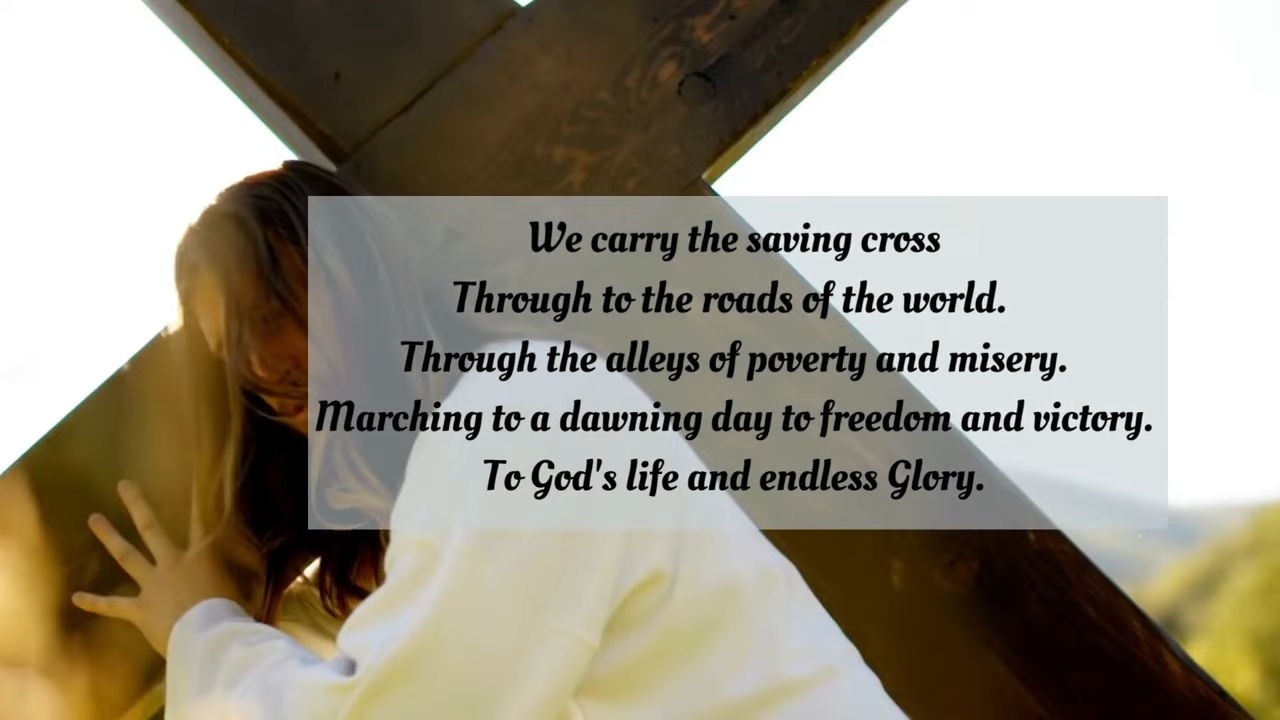 We carry the saving cross
Through to the roads of the world.
Through the alleys of poverty and misery.
Marching to a dawning day to freedom and victory.
To God's life and endless Glory.